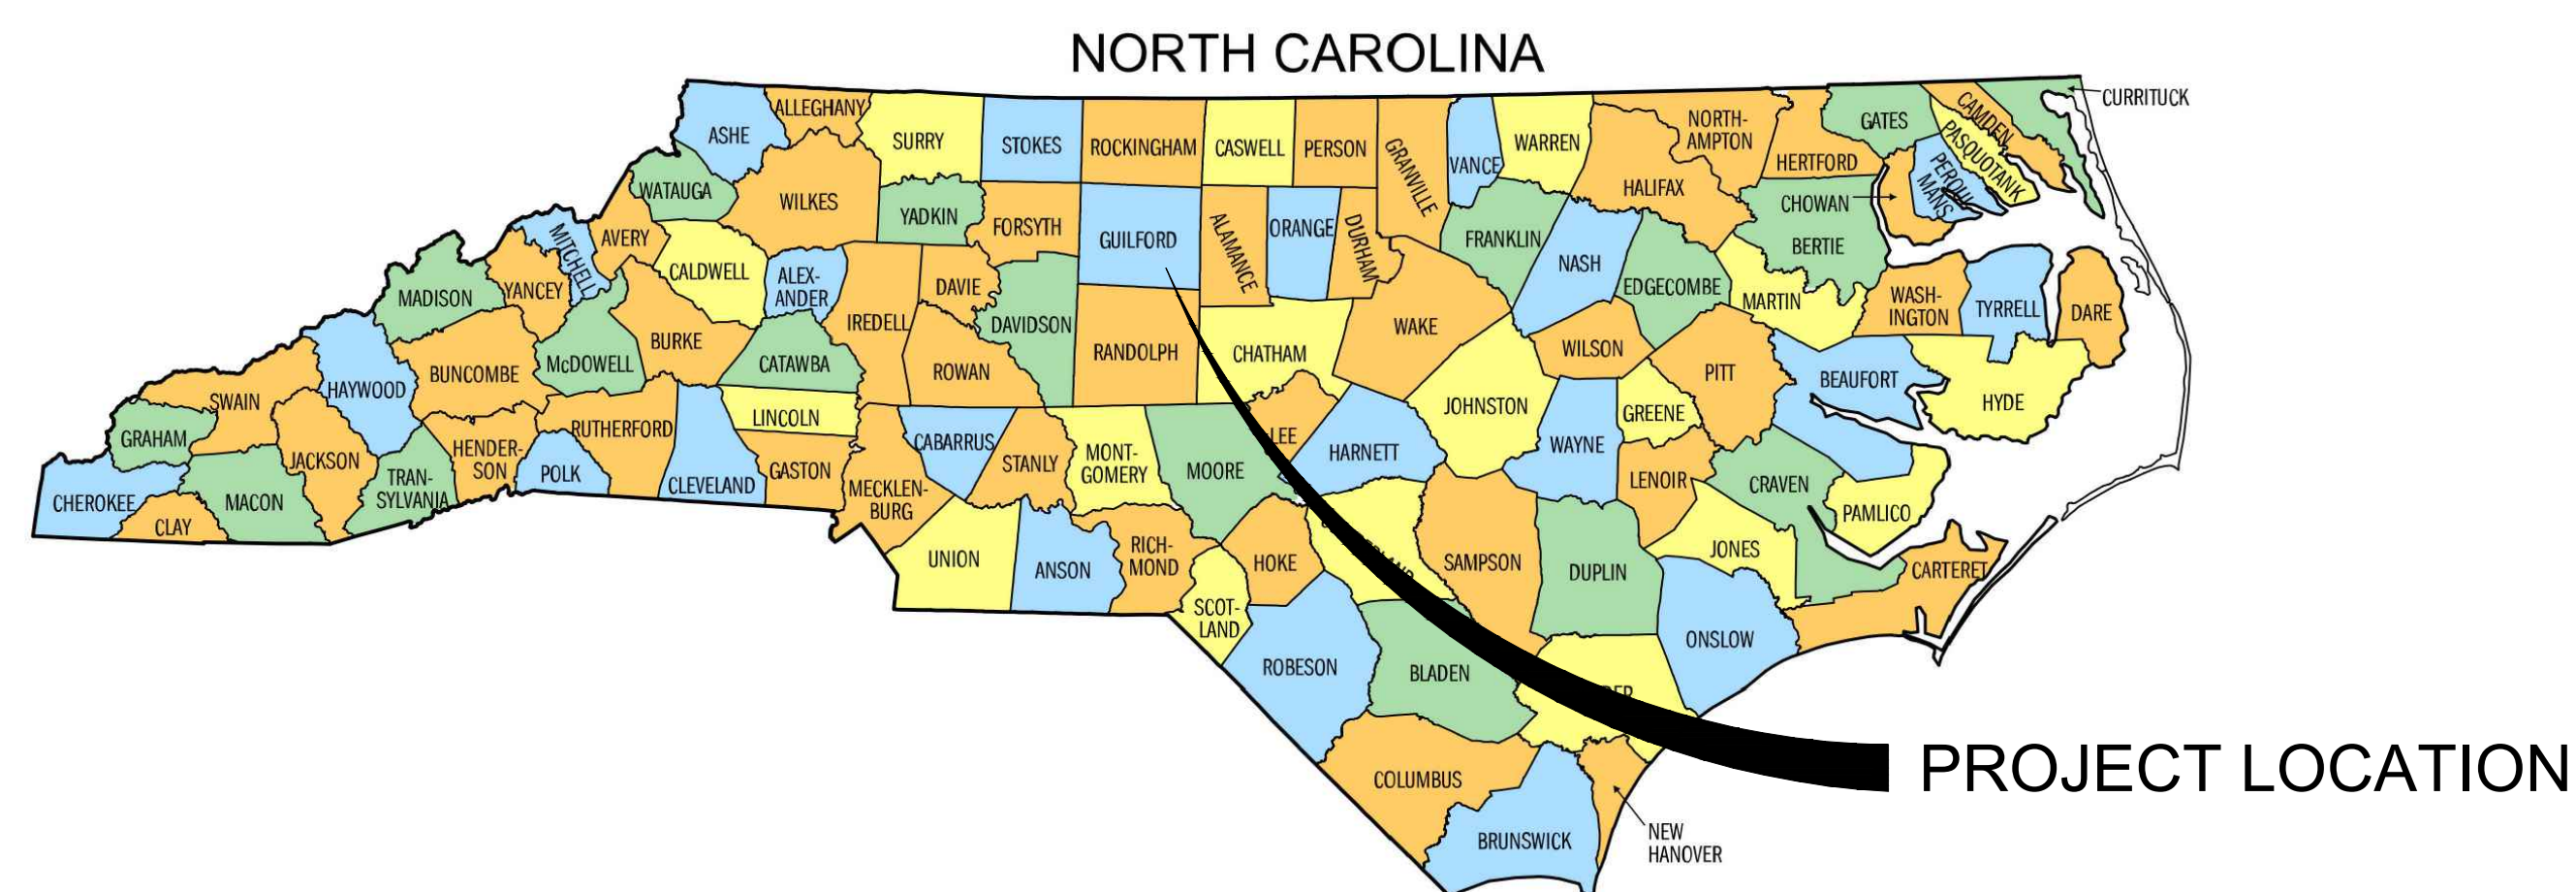 NORTH CAROLINA
CURRITUCK
ALLEGHANY
ASHE
SURRY
STOKES
ROCKINGHAM
CASWELL
PERSON
GRANVILLE
VANCE
WARREN
NORTH-
AMPTON
HERTFORD
GATES
CAMDEN
PASQUOTANK
WATAUGA
WILKES
YADKIN
FORSYTH
GUILFORD
ALAMANCE
ORANGE
DURHAM
FRANKLIN
HALIFAX
CHOWAN
BERTIE
MITCHELL
AVERY
CALDWELL
ALEX-
ANDER
DAVIE
NASH
EDGECOMBE
MARTIN
WASH-
INGTON
TYRRELL
DARE
MADISON
YANCEY
BURKE
IREDELL
DAVIDSON
RANDOLPH
CHATHAM
WAKE
WILSON
PITT
BEAUFORT
HYDE
SWAIN
HAYWOOD
BUNCOMBE
McDOWELL
CATAWBA
ROWAN
LINCOLN
JOHNSTON
GREENE
GRAHAM
JACKSON
HENDER-
SON
RUTHERFORD
CABARRUS
STANLY
MONT-
GOMERY
MOORE
LEE
HARNETT
WAYNE
LENOIR
CRAVEN
PAMLICO
CHEROKEE
CLAY
MACON
TRAN-
SYLVANIA
POLK
CLEVELAND
GASTON
MECKLEN-
BURG
UNION
ANSON
RICH-
MOND
HOKE
SCOT-
LAND
SAMPSON
DUPLIN
JONES
CARTERET
ONSLOW
ROBESON
BLADEN
COLUMBUS
BRUNSWICK
NEW
HANOVER
PROJECT LOCATION